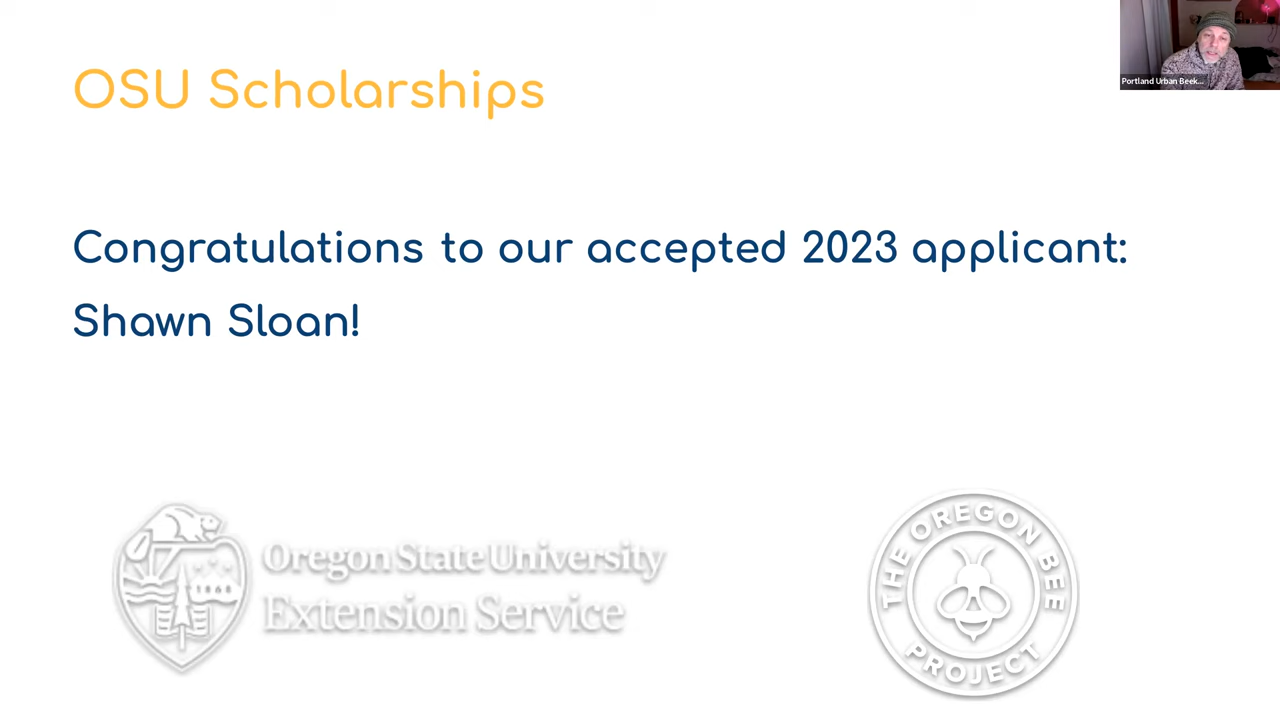 OSU Scholarships
Portland Urban Beek...
Congratulations to our accepted 2023 applicant:
Shawn Sloan!
Oregon State University
Extension Service
1861
THE OREGON BEE
PROJECT